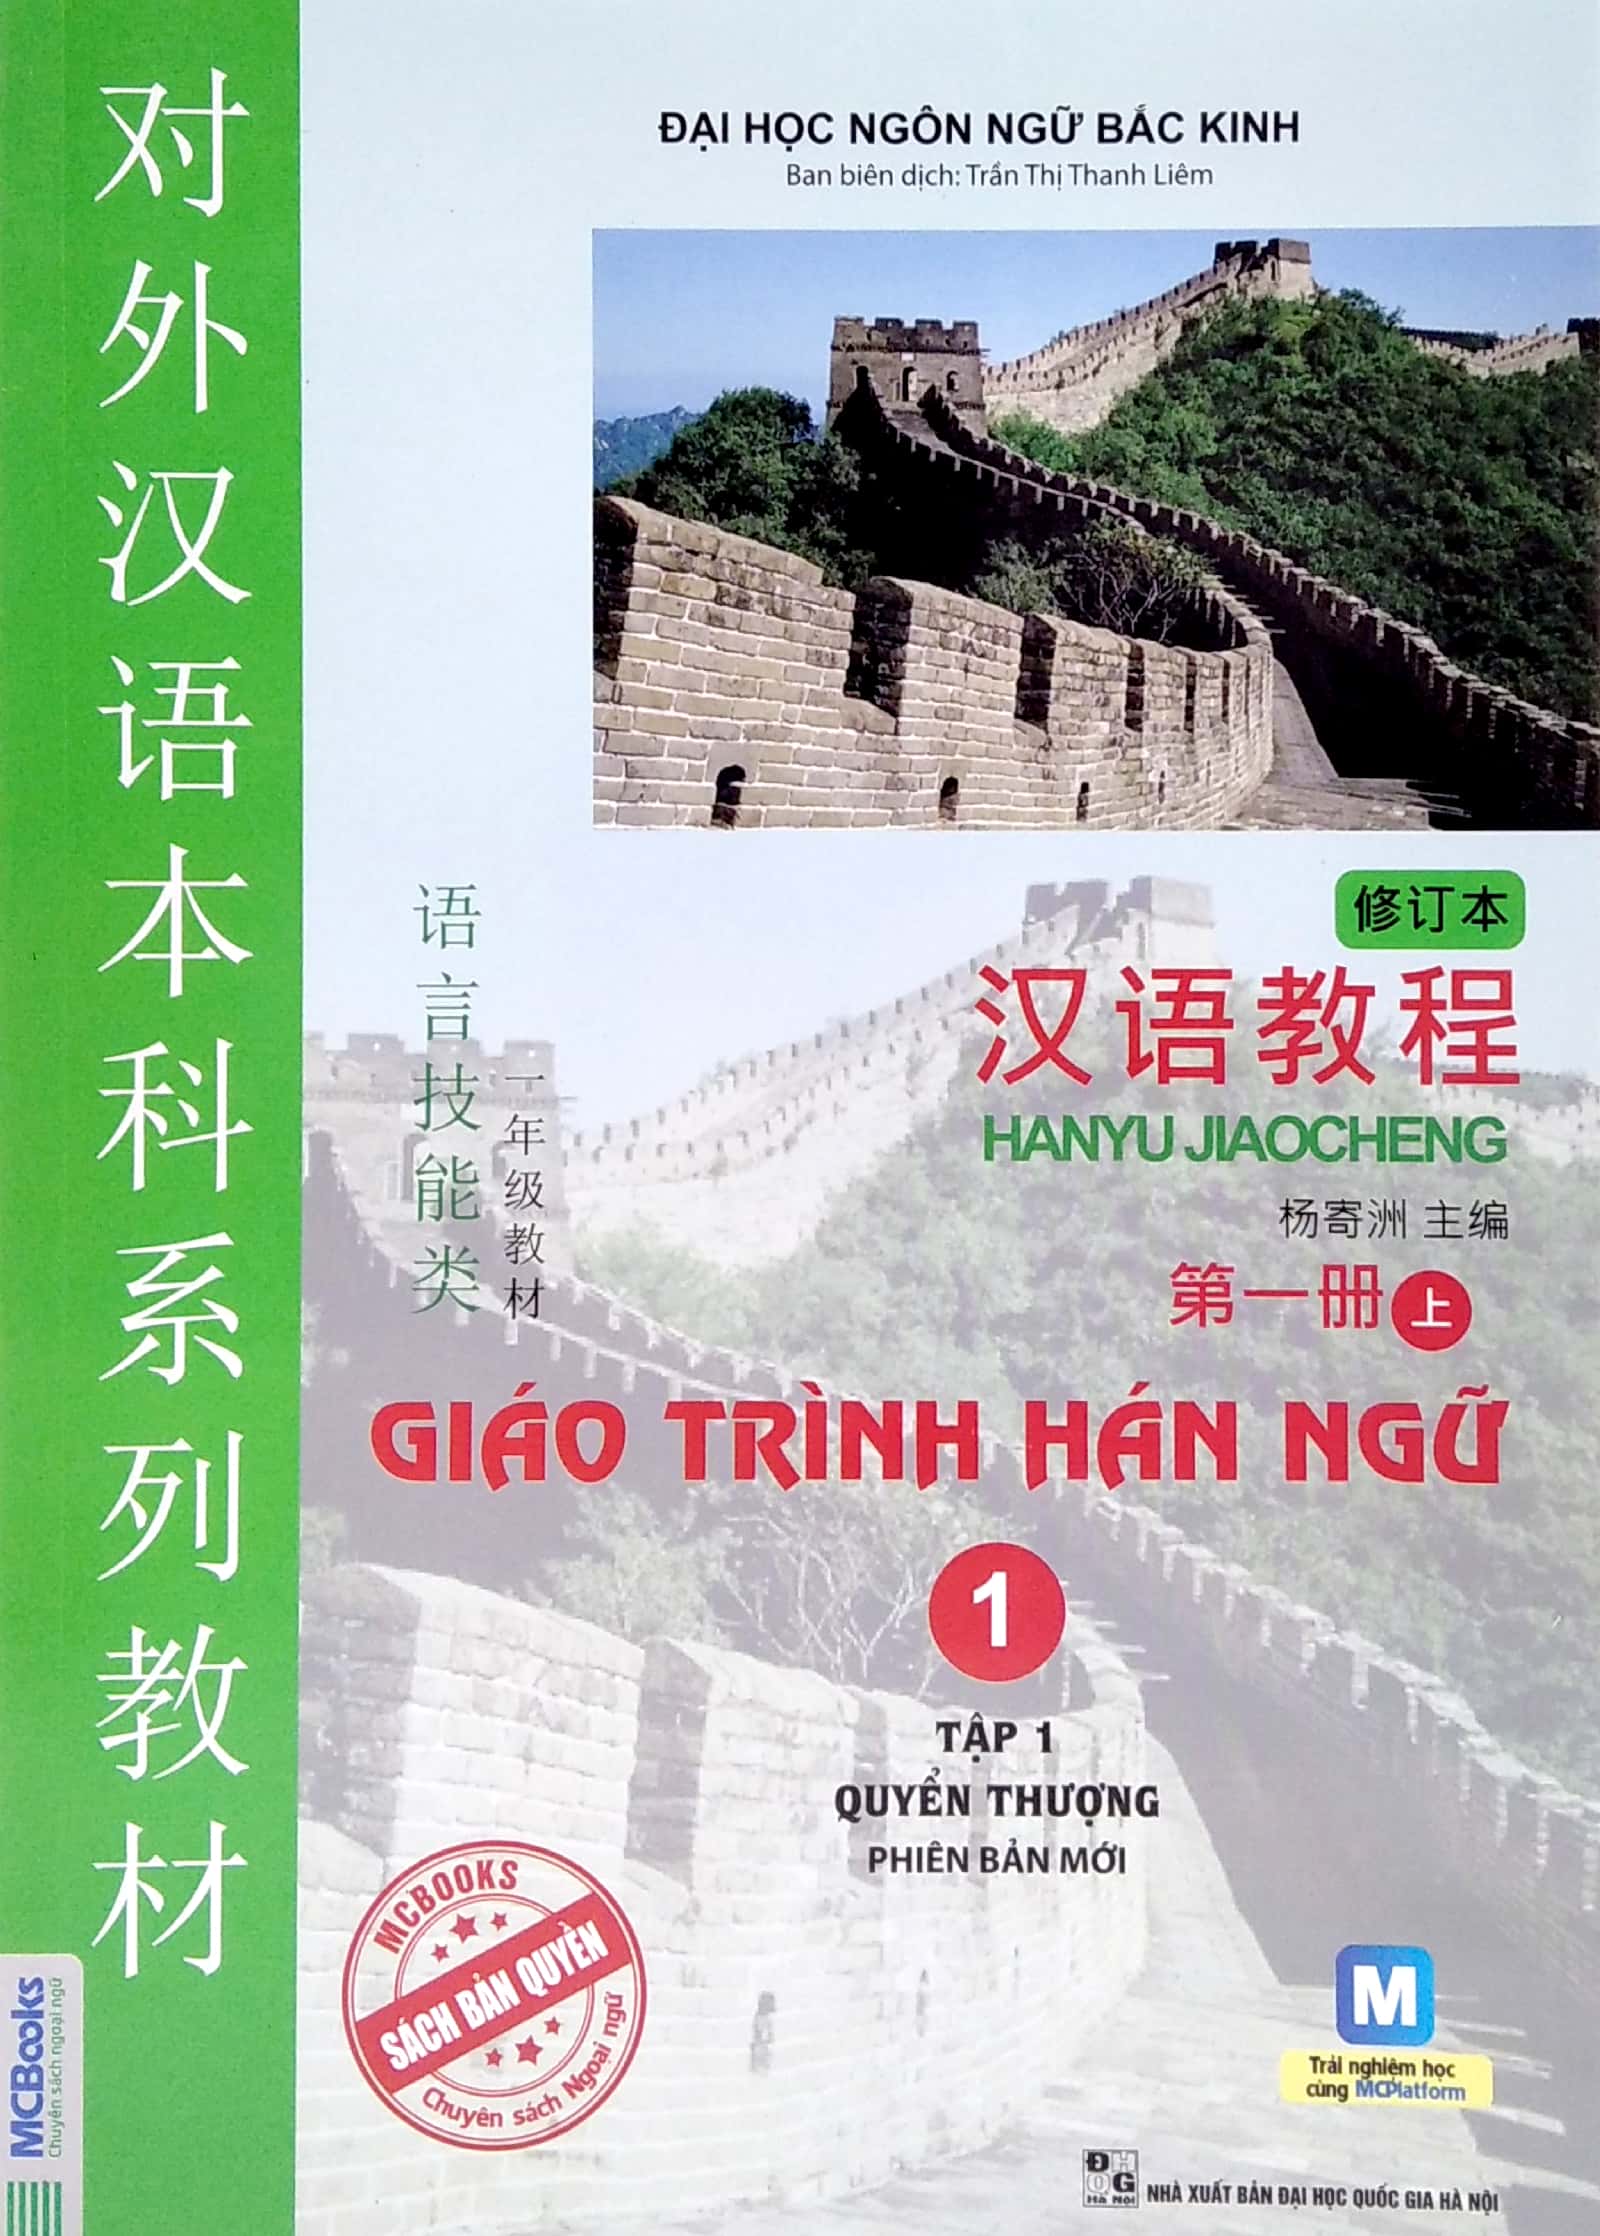 对外汉语本科系列教材
ĐẠI HỌC NGÔN NGỮ BẮC KINH
Ban biên dịch: Trần Thị Thanh Liêm
语言技能类
一年级教材
修订本
汉语教程
HANYU JIAOCHENG
杨寄洲 主编
第一册 上
GIÁO TRÌNH HÁN NGỮ
1
TẬP 1
QUYỂN THƯỢNG
PHIÊN BẢN MỚI
MCBOOKS
SÁCH BẢN QUYỀN
Chuyên sách Ngoại ngữ
MCBooks
Chuyên sách ngoại ngữ
M
Trải nghiệm học
cùng MCPlatform
ĐHQG
HÀ NỘI
NHÀ XUẤT BẢN ĐẠI HỌC QUỐC GIA HÀ NỘI